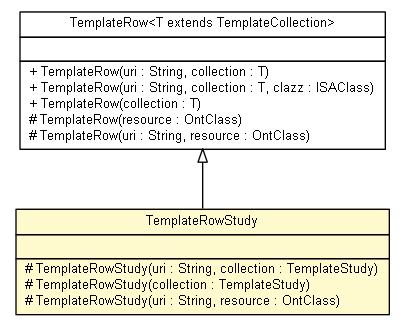 TemplateRow<T extends TemplateCollection>
+ TemplateRow(uri : String, collection : T)
+ TemplateRow(uri : String, collection : T, clazz : ISAClass)
+ TemplateRow(collection : T)
# TemplateRow(resource : OntClass)
# TemplateRow(uri : String, resource : OntClass)
TemplateRowStudy
# TemplateRowStudy(uri : String, collection : TemplateStudy)
# TemplateRowStudy(collection : TemplateStudy)
# TemplateRowStudy(uri : String, resource : OntClass)